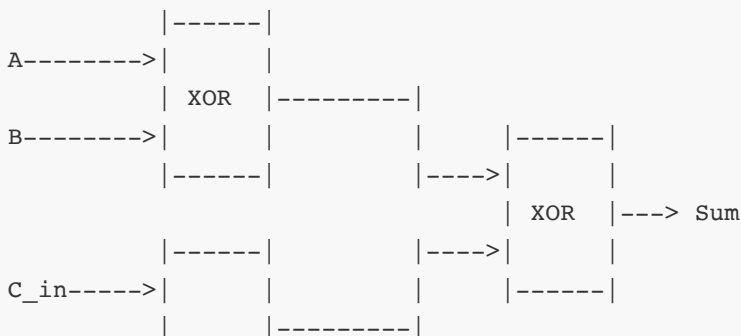 |------|
A-------->|      |
              | XOR  |---------|
B-------->|      |         |     |------|
              |------|         |---->|      |
                                     | XOR  |---> Sum
              |------|         |---->|      |
C_in----->|      |         |     |------|
              |      |---------|